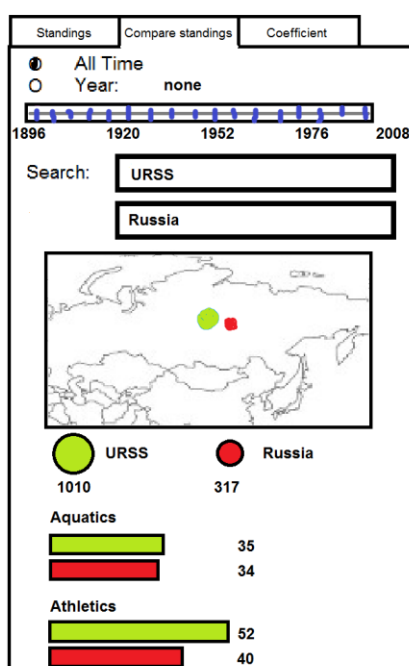 Standings Compare standings Coefficient
All Time
Year: none
1896 1920 1952 1976 2008
Search: URSS
Russia
URSS Russia
1010 317
Aquatics
35
34
Athletics
52
40